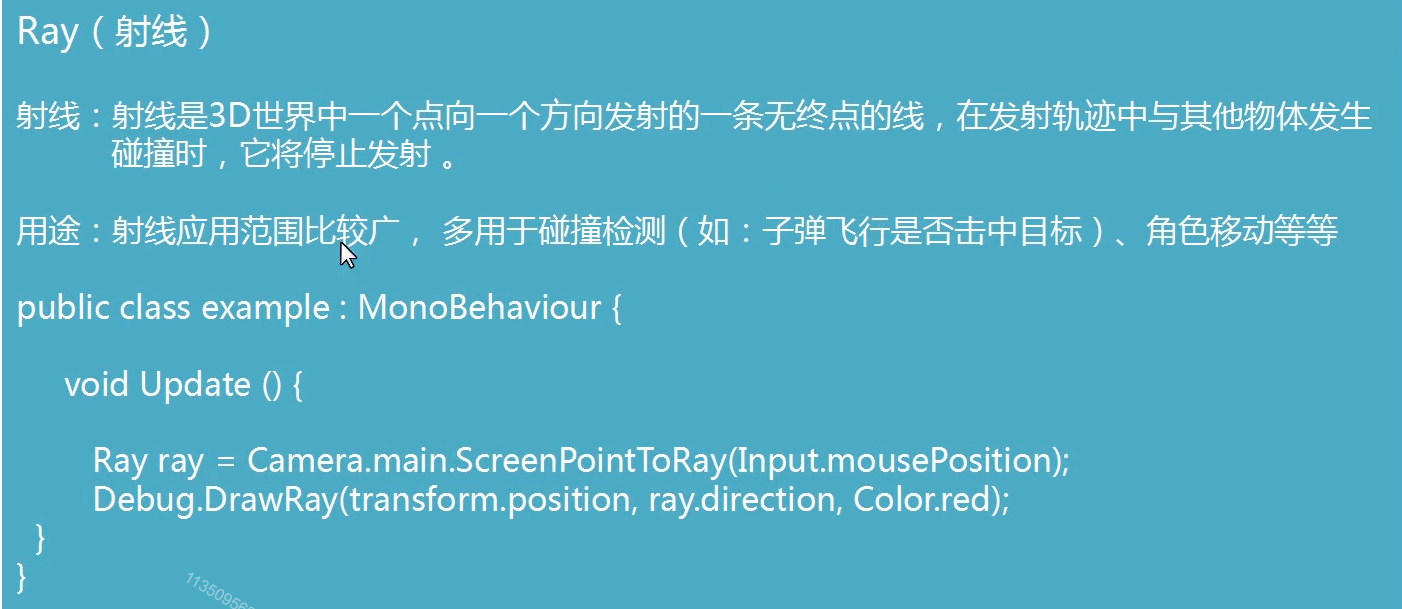 Ray（射线）
射线：射线是3D世界中一个点向一个方向发射的一条无终点的线，在发射轨迹中与其他物体发生
碰撞时，它将停止发射 。
用途：射线应用范围比较广， 多用于碰撞检测（如：子弹飞行是否击中目标）、角色移动等等
public class example : MonoBehaviour {
void Update () {
Ray ray = Camera.main.ScreenPointToRay(Input.mousePosition);
Debug.DrawRay(transform.position, ray.direction, Color.red);
}
}